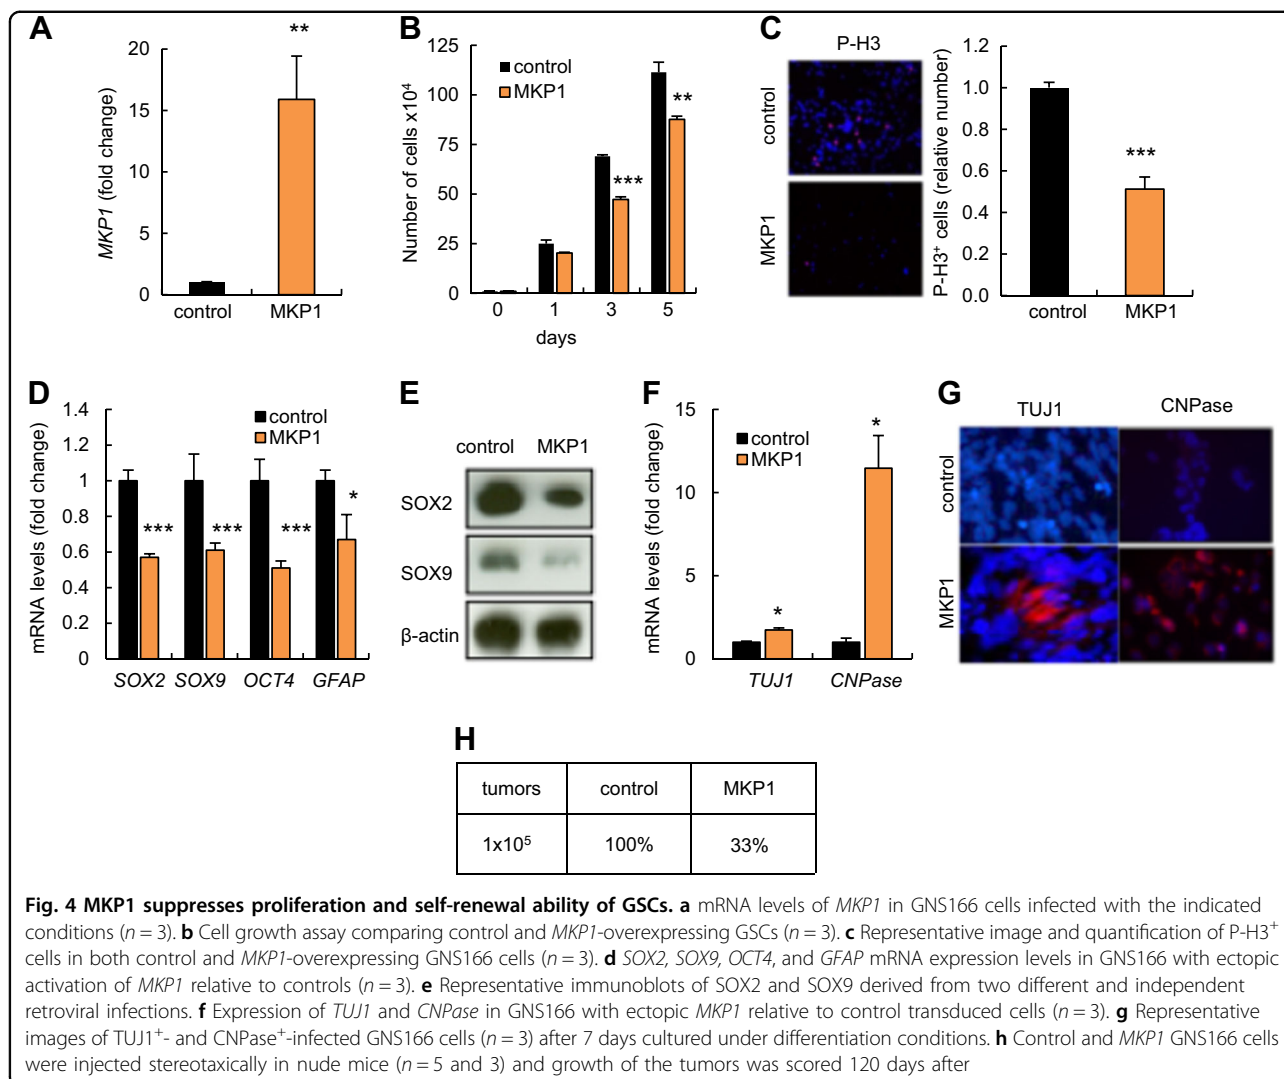 A
MKP1 (fold change)
20
15
10
5
0
**
control MKP1
B
Number of cells x10⁴
125
100
75
50
25
0
control
MKP1
***
**
0 1 3 5
days
C
P-H3
control
MKP1
P-H3⁺ cells (relative number)
1.2
1.0
0.8
0.6
0.4
0.2
0.0
***
control MKP1
D
mRNA levels (fold change)
1.4
1.2
1
0.8
0.6
0.4
0.2
0
control
MKP1
*** *** *** *
SOX2 SOX9 OCT4 GFAP
E
control MKP1
SOX2
SOX9
β-actin
F
mRNA levels (fold change)
15
10
5
0
control
MKP1
*
*
TUJ1 CNPase
G
TUJ1 CNPase
control
MKP1
H
tumors control MKP1
1x10⁵ 100% 33%
Fig. 4 MKP1 suppresses proliferation and self-renewal ability of GSCs. a mRNA levels of MKP1 in GNS166 cells infected with the indicated
conditions (n = 3). b Cell growth assay comparing control and MKP1-overexpressing GSCs (n = 3). c Representative image and quantification of P-H3⁺
cells in both control and MKP1-overexpressing GNS166 cells (n = 3). d SOX2, SOX9, OCT4, and GFAP mRNA expression levels in GNS166 with ectopic
activation of MKP1 relative to controls (n = 3). e Representative immunoblots of SOX2 and SOX9 derived from two different and independent
retroviral infections. f Expression of TUJ1 and CNPase in GNS166 with ectopic MKP1 relative to control transduced cells (n = 3). g Representative
images of TUJ1⁺- and CNPase⁺-infected GNS166 cells (n = 3) after 7 days cultured under differentiation conditions. h Control and MKP1 GNS166 cells
were injected stereotaxically in nude mice (n = 5 and 3) and growth of the tumors was scored 120 days after